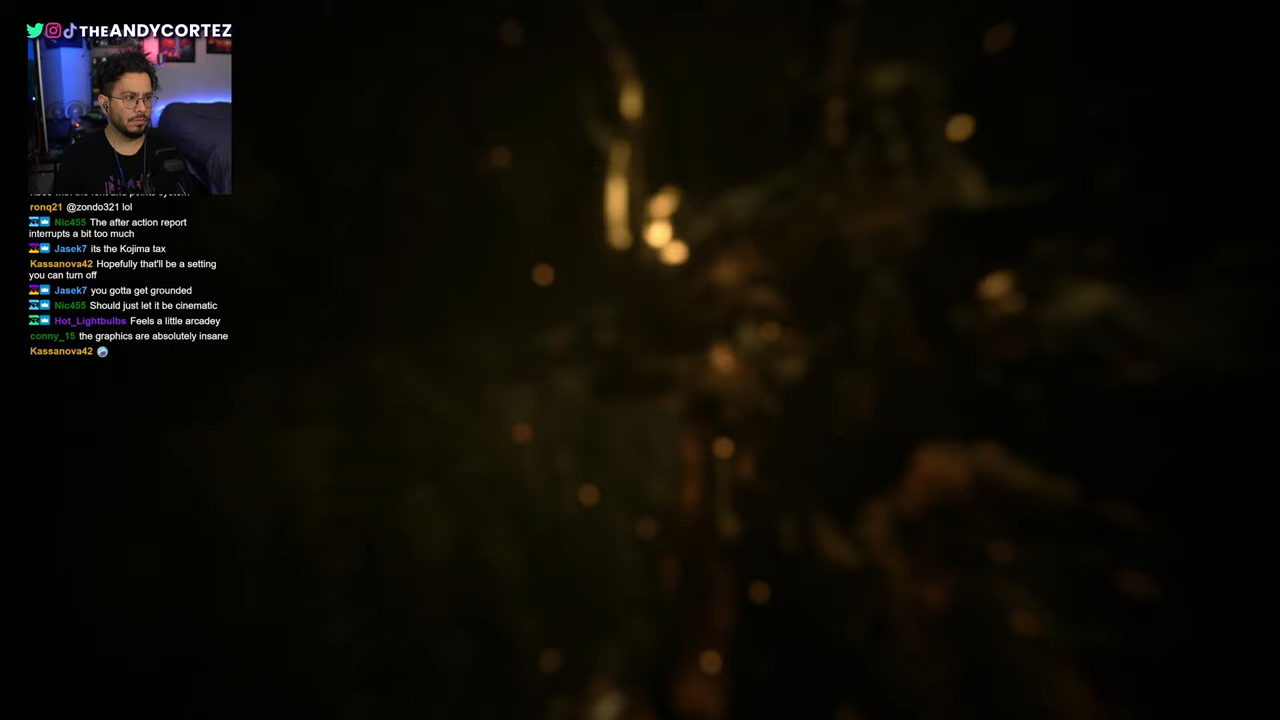 THEANDYCORTEZ
ronq21 @zondo321 lol
Nic455 The after action report
interrupts a bit too much
Jasek7 its the Kojima tax
Kassanova42 Hopefully that'll be a setting
you can turn off
Jasek7 you gotta get grounded
Nic455 Should just let it be cinematic
Hot_Lightbulbs Feels a little arcadey
conny_15 the graphics are absolutely insane
Kassanova42